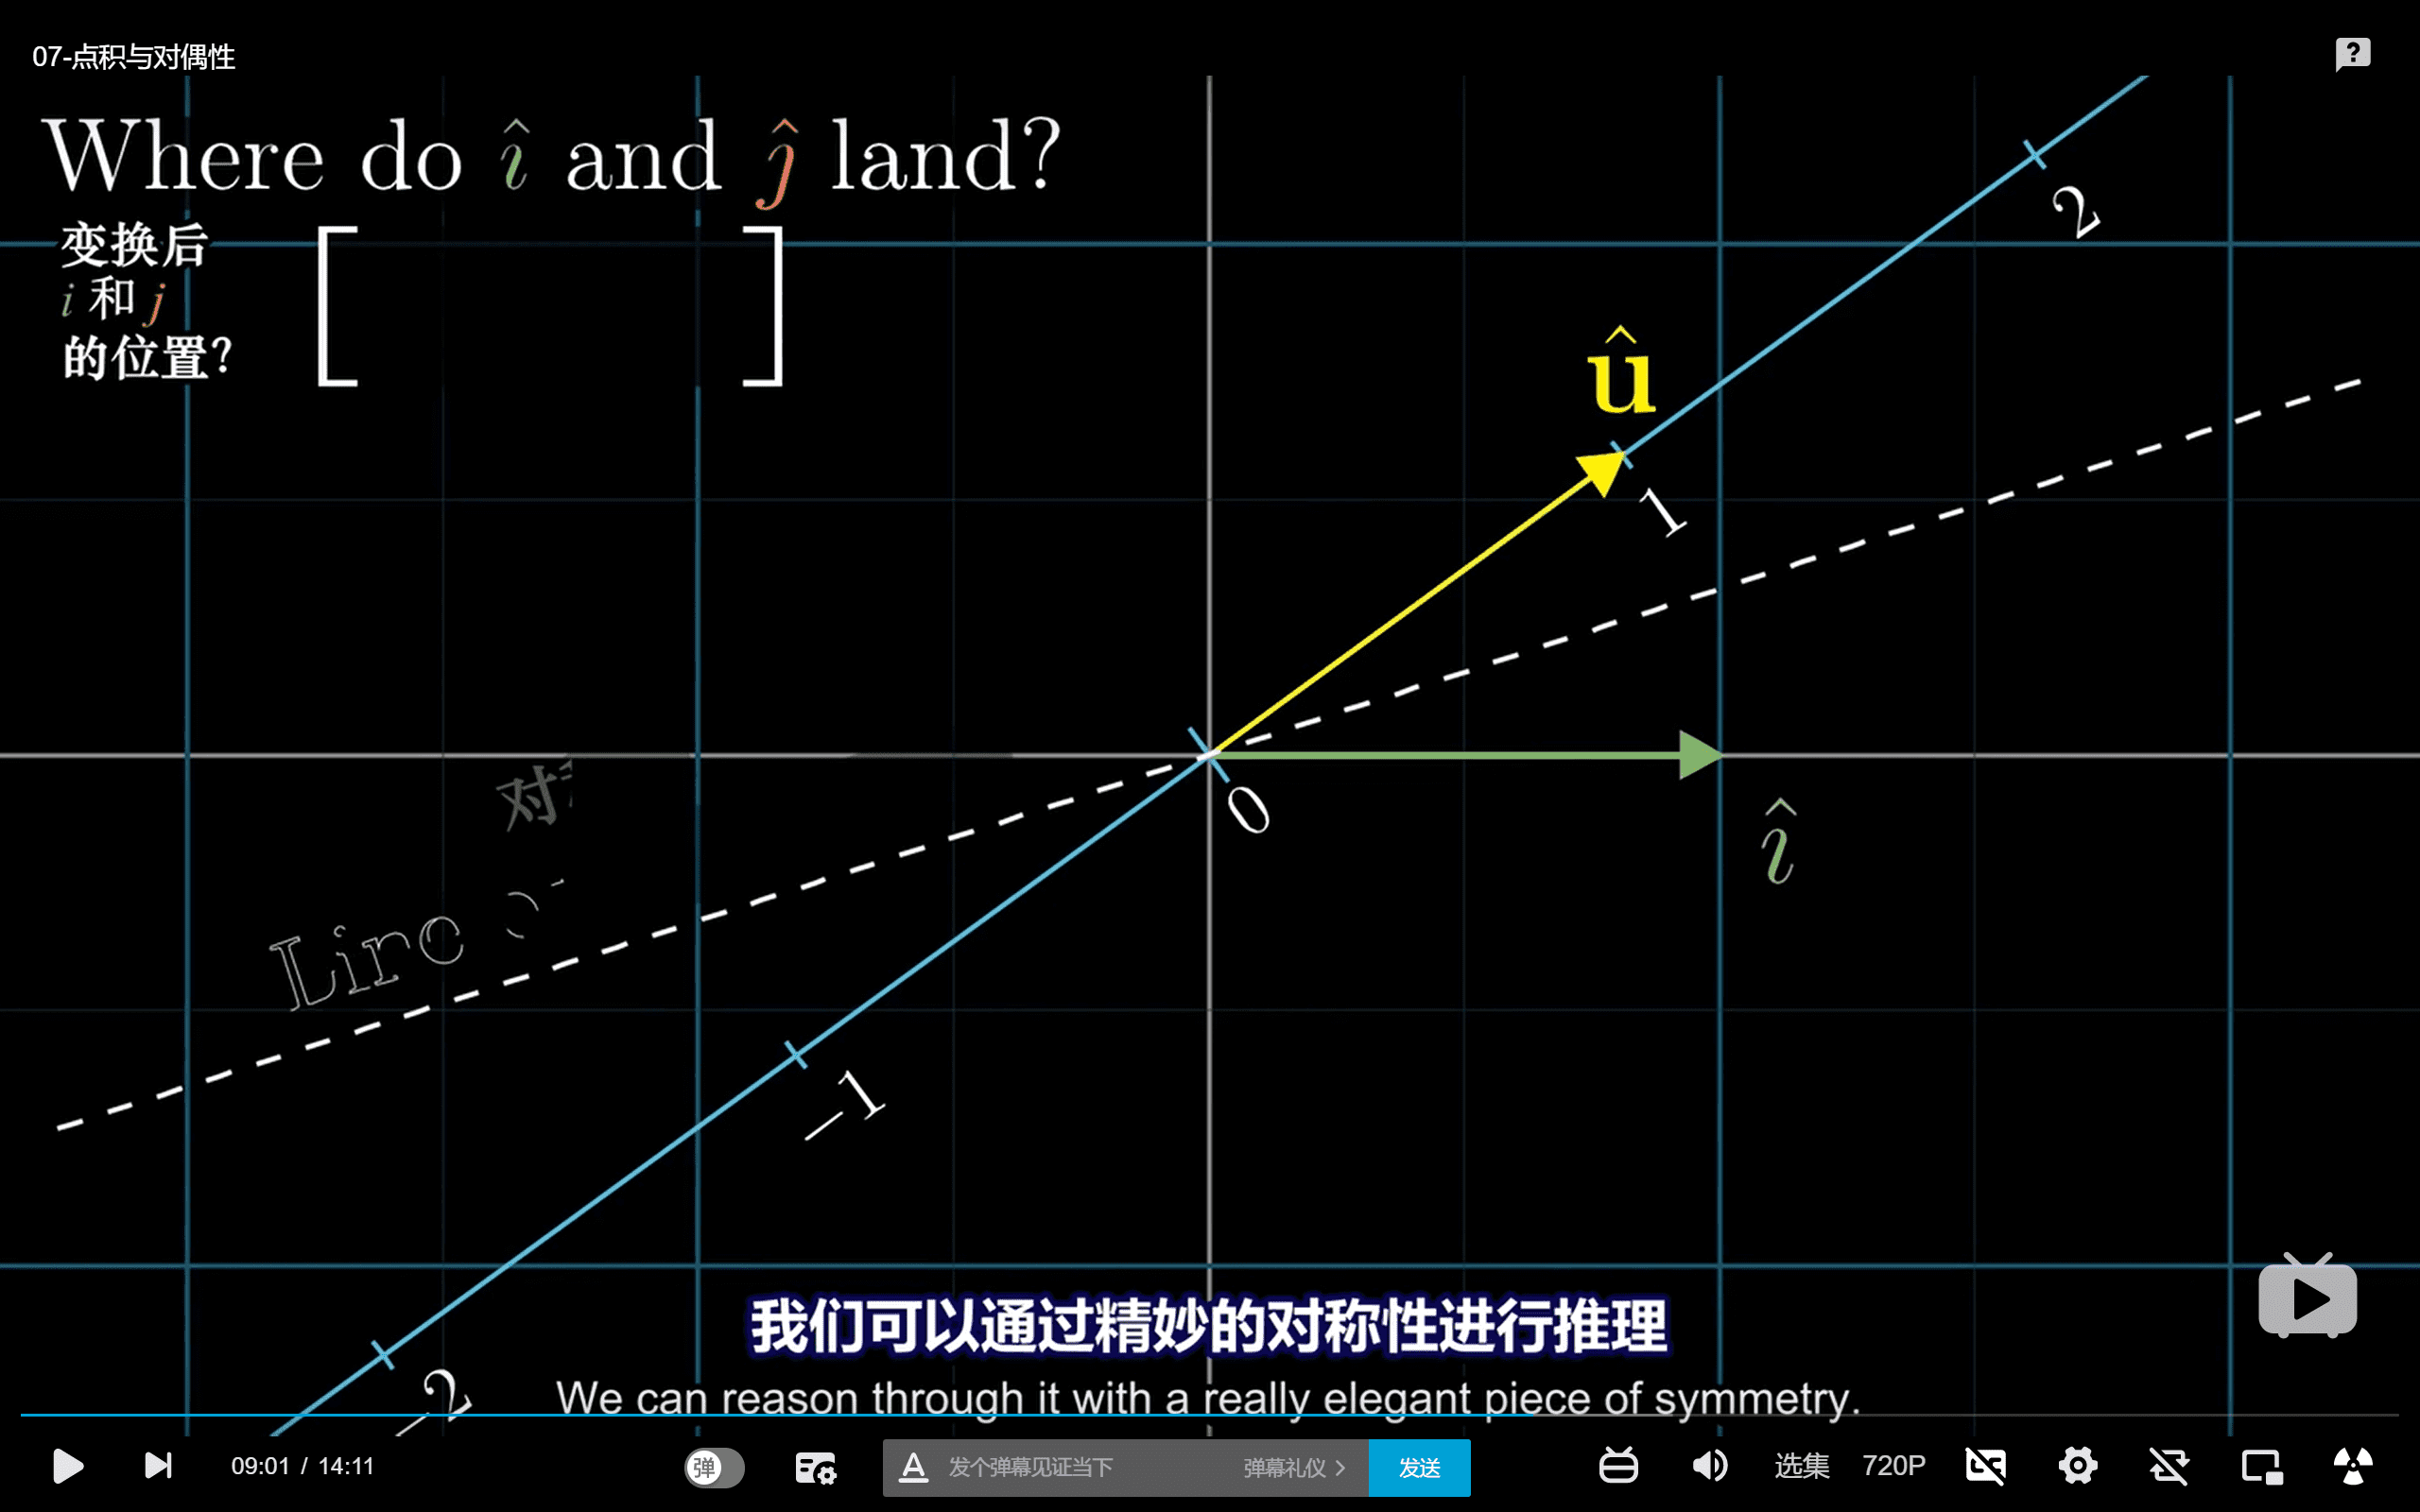 07-点积与对偶性
Where do î and ĵ land?
变换后
i 和 j
的位置?
2
û
1
0
î
对
-1
-2
我们可以通过精妙的对称性进行推理
We can reason through it with a really elegant piece of symmetry.
09:01 / 14:11
弹
发个弹幕见证当下
弹幕礼仪 >
发送
选集
720P